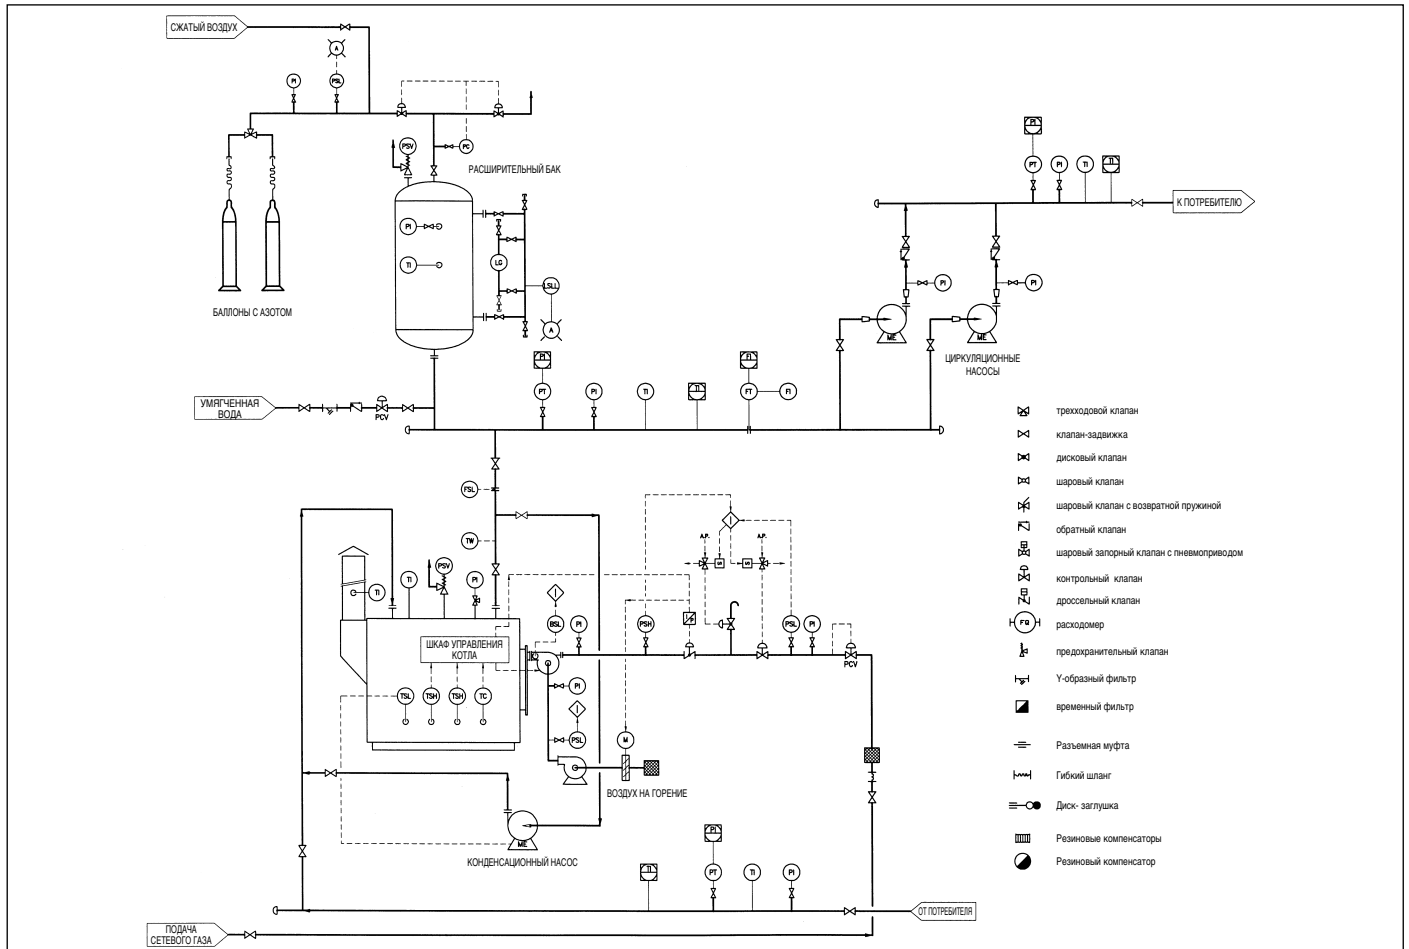 СЖАТЫЙ ВОЗДУХ
A
PI
PSL
PSV
PC
РАСШИРИТЕЛЬНЫЙ БАК
PI
TI
LG
LSLL
A
БАЛЛОНЫ С АЗОТОМ
PI
PT
PI
TI
TI
К ПОТРЕБИТЕЛЮ
PI
PI
ME
ME
ЦИРКУЛЯЦИОННЫЕ
НАСОСЫ
УМЯГЧЕННАЯ
ВОДА
PCV
PI
PT
PI
TI
TI
FI
FT
FI
FSL
TW
TI
TI
PSV
PI
ШКАФ УПРАВЛЕНИЯ
КОТЛА
TSL
TSH
TSH
TC
I
BSL
PI
PI
I
PSL
M
ВОЗДУХ НА ГОРЕНИЕ
PSH
I
A.P.
A.P.
S
S
PSL
PI
PCV
ME
КОНДЕНСАЦИОННЫЙ НАСОС
TI
PI
PT
TI
PI
ОТ ПОТРЕБИТЕЛЯ
ПОДАЧА
СЕТЕВОГО ГАЗА
трехходовой клапан
клапан-задвижка
дисковый клапан
шаровый клапан
шаровый клапан с возвратной пружиной
обратный клапан
шаровый запорный клапан с пневмоприводом
контрольный клапан
дроссельный клапан
FQ
расходомер
предохранительный клапан
Y-образный фильтр
временный фильтр
Разъемная муфта
Гибкий шланг
Диск- заглушка
Резиновые компенсаторы
Резиновый компенсатор